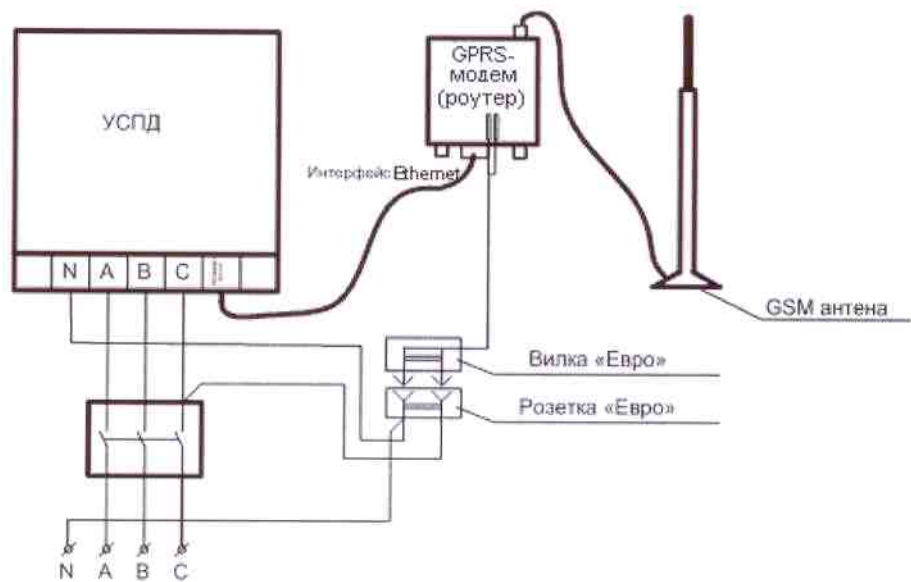 GPRS-
модем
(роутер)
УСПД
Интерфейс Ethernet
N A B C
GSM антена
Вилка «Евро»
Розетка «Евро»
N A B C